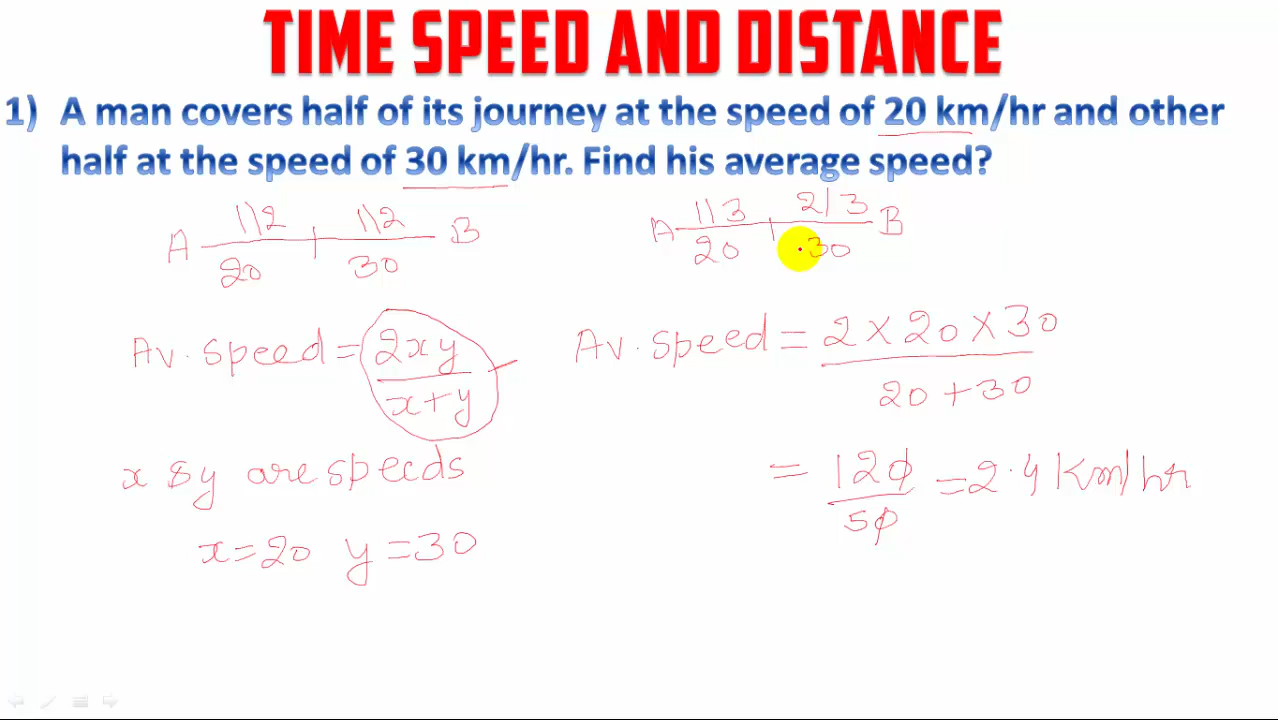 TIME SPEED AND DISTANCE
1) A man covers half of its journey at the speed of 20 km/hr and other
half at the speed of 30 km/hr. Find his average speed?
A 1/2 1/2 B
20 30
A 1/3 2/3 B
20 30
Av. speed = 2xy / x+y
x & y are speeds
x=20 y=30
Av. speed = 2 X 20 X 30 / 20 + 30
= 120 / 50 = 2.4 Km/hr